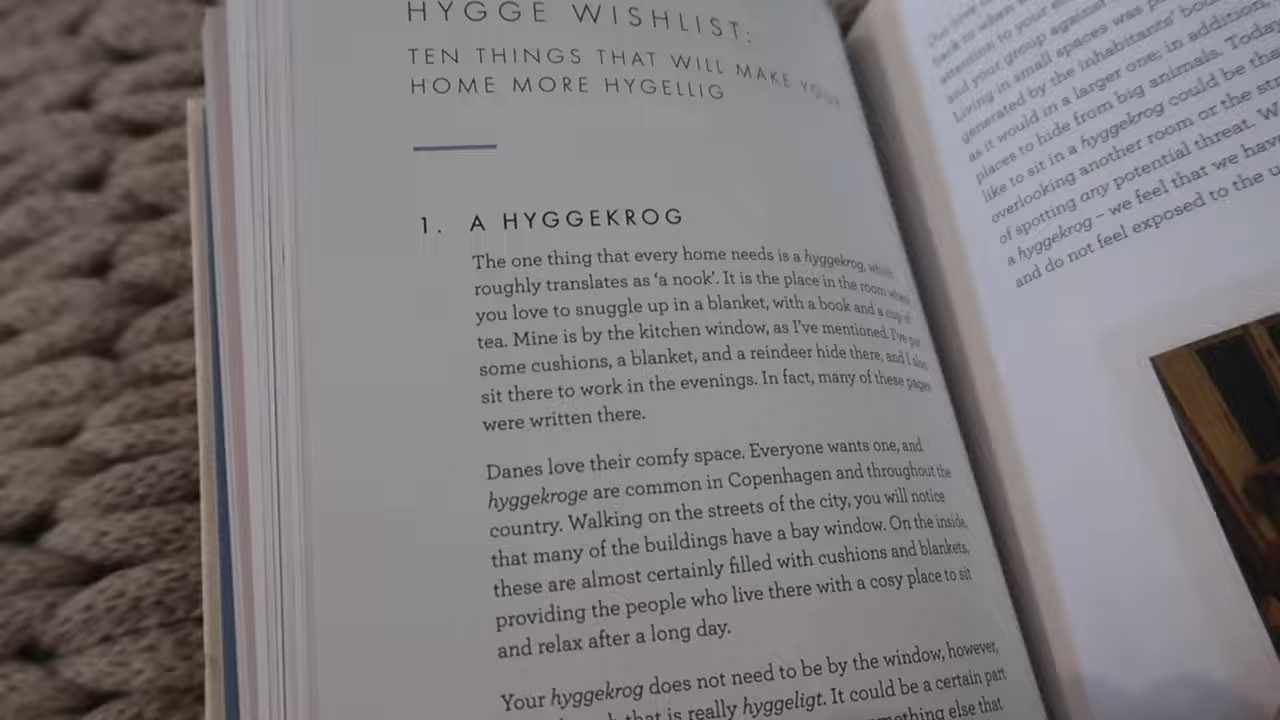 HYGGE WISHLIST:
TEN THINGS THAT WILL MAKE YOUR
HOME MORE HYGELLIG
1. A HYGGEKROG
The one thing that every home needs is a hyggekrog, which
roughly translates as ‘a nook’. It is the place in the room where
you love to snuggle up in a blanket, with a book and a cup of
tea. Mine is by the kitchen window, as I’ve mentioned. I’ve put
some cushions, a blanket, and a reindeer hide there, and I also
sit there to work in the evenings. In fact, many of these pages
were written there.
Danes love their comfy space. Everyone wants one, and
hyggekroge are common in Copenhagen and throughout the
country. Walking on the streets of the city, you will notice
that many of the buildings have a bay window. On the inside,
these are almost certainly filled with cushions and blankets,
providing the people who live there with a cosy place to sit
and relax after a long day.
Your hyggekrog does not need to be by the window, however,
that is really hyggeligt. It could be a certain part
something else that
attention to your
and your group against
Living in small spaces was
generated by the inhabitants’
as it would in a larger one; in addition,
places to hide from big animals. Today
like to sit in a hyggekrog could be
overlooking another room or the
of spotting any potential threat.
a hyggekrog – we feel that we have
and do not feel exposed to the